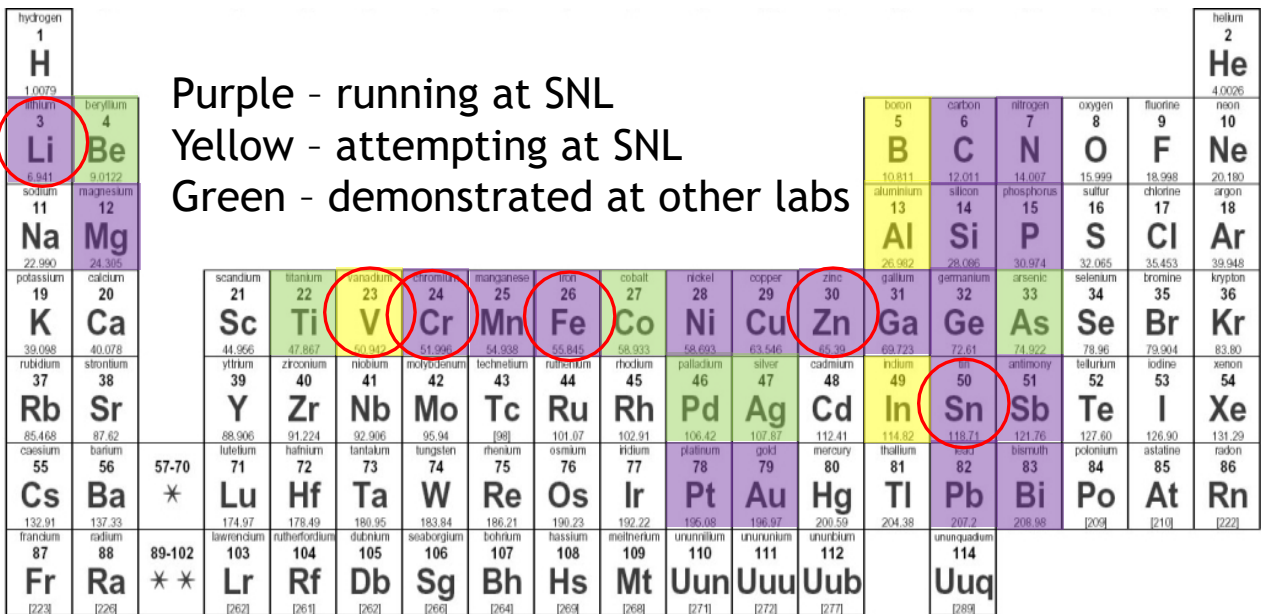 hydrogen helium
1 2
H He
1.0079 4.0026
Purple – running at SNL
Yellow – attempting at SNL
Green – demonstrated at other labs
lithium beryllium boron carbon nitrogen oxygen fluorine neon
3 4 5 6 7 8 9 10
Li Be B C N O F Ne
6.941 9.0122 10.811 12.011 14.007 15.999 18.998 20.180
sodium magnesium aluminium silicon phosphorus sulfur chlorine argon
11 12 13 14 15 16 17 18
Na Mg Al Si P S Cl Ar
22.990 24.305 26.982 28.086 30.974 32.065 35.453 39.948
potassium calcium scandium titanium vanadium chromium manganese iron cobalt nickel copper zinc gallium germanium arsenic selenium bromine krypton
19 20 21 22 23 24 25 26 27 28 29 30 31 32 33 34 35 36
K Ca Sc Ti V Cr Mn Fe Co Ni Cu Zn Ga Ge As Se Br Kr
39.098 40.078 44.956 47.867 50.942 51.996 54.938 55.845 58.933 58.693 63.546 65.39 69.723 72.61 74.922 78.96 79.904 83.80
rubidium strontium yttrium zirconium niobium molybdenum technetium ruthenium rhodium palladium silver cadmium indium tin antimony tellurium iodine xenon
37 38 39 40 41 42 43 44 45 46 47 48 49 50 51 52 53 54
Rb Sr Y Zr Nb Mo Tc Ru Rh Pd Ag Cd In Sn Sb Te I Xe
85.468 87.62 88.906 91.224 92.906 95.94 [98] 101.07 102.91 106.42 107.87 112.41 114.82 118.71 121.76 127.60 126.90 131.29
caesium barium lutetium hafnium tantalum tungsten rhenium osmium iridium platinum gold mercury thallium lead bismuth polonium astatine radon
55 56 57-70 71 72 73 74 75 76 77 78 79 80 81 82 83 84 85 86
Cs Ba * Lu Hf Ta W Re Os Ir Pt Au Hg Tl Pb Bi Po At Rn
132.91 137.33 174.97 178.49 180.95 183.84 186.21 190.23 192.22 195.08 196.97 200.59 204.38 207.2 208.98 [209] [210] [222]
francium radium lawrencium rutherfordium dubnium seaborgium bohrium hassium meitnerium ununnilium unununium ununbium ununquadium
87 88 89-102 103 104 105 106 107 108 109 110 111 112 114
Fr Ra * * Lr Rf Db Sg Bh Hs Mt Uun Uuu Uub Uuq
[223] [226] [262] [261] [262] [266] [264] [269] [268] [271] [272] [277] [289]